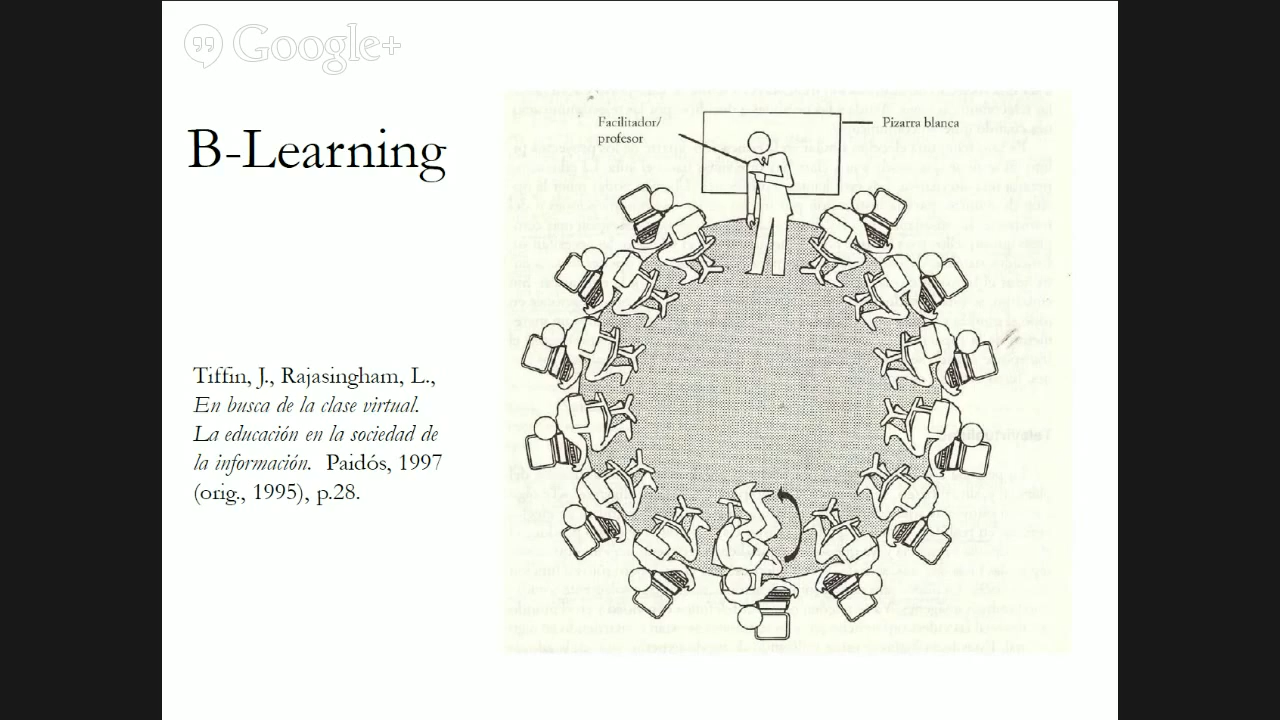 Google+
B-Learning
Facilitador/
profesor
Pizarra blanca
Tiffin, J., Rajasingham, L.,
En busca de la clase virtual.
La educación en la sociedad de
la información. Paidós, 1997
(orig., 1995), p.28.